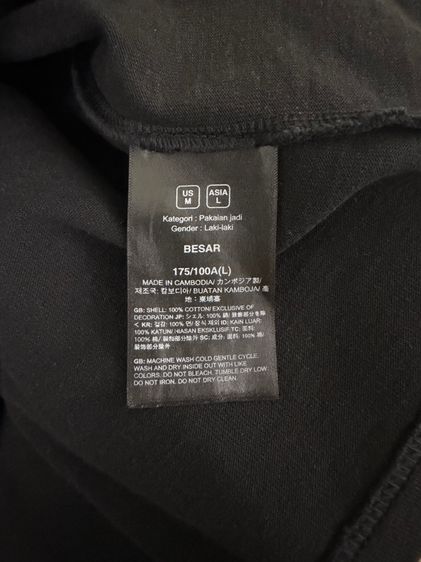 US ASIA
M L
Kategori : Pakaian jadi
Gender : Laki-laki
BESAR
175/100A(L)
MADE IN CAMBODIA/ カンボジア製/
제조국: 캄보디아/ BUATAN KAMBOJA/ 產
地：柬埔寨
GB: SHELL: 100% COTTON/ EXCLUSIVE OF
DECORATION JP: シェル: 100% 綿/ 装飾部分を除
< KR: 겉감: 100% 면/ 장식 제외 ID: KAIN LUAR:
100% KATUN/ HIASAN EKSKLUSIF TC: 面料:
100% 綿/ 裝飾部分除外 SC: 成分: 面料: 100% 棉/
装饰部分除外
GB: MACHINE WASH COLD GENTLE CYCLE.
WASH AND DRY INSIDE OUT WITH LIKE
COLORS. DO NOT BLEACH. TUMBLE DRY LOW
DO NOT IRON. DO NOT DRY CLEAN.